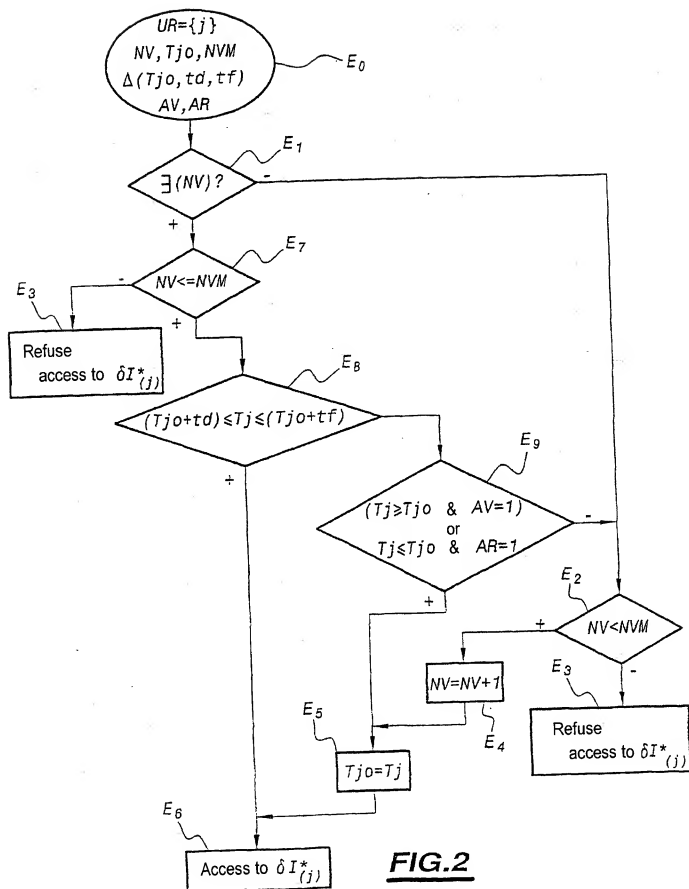 UR={j}
NV,Tjo,NVM
Δ(Tjo,td,tf)
AV,AR
E0
E1
∃(NV)?
-
+
E7
NV<=NVM
-
+
E3
Refuse
access to δI*(j)
E8
(Tjo+td)≤Tj≤(Tjo+tf)
+
E9
(Tj≥Tjo & AV=1)
or
Tj≤Tjo & AR=1
-
+
E2
NV<NVM
+
-
NV=NV+1
E4
E3
Refuse
access to δI*(j)
E5
Tjo=Tj
E6
Access to δI*(j)
FIG.2